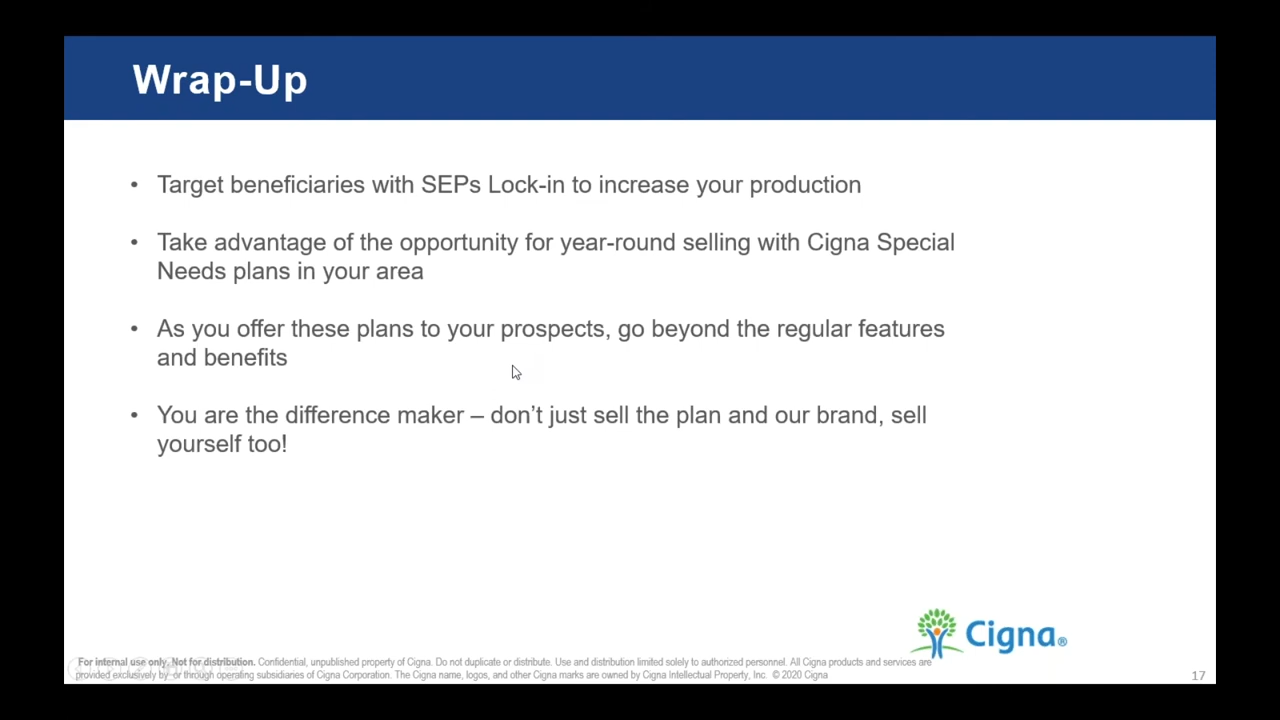 Wrap-Up
• Target beneficiaries with SEPs Lock-in to increase your production
• Take advantage of the opportunity for year-round selling with Cigna Special
Needs plans in your area
• As you offer these plans to your prospects, go beyond the regular features
and benefits
• You are the difference maker – don’t just sell the plan and our brand, sell
yourself too!
Cigna®
For internal use only. Not for distribution. Confidential, unpublished property of Cigna. Do not duplicate or distribute. Use and distribution limited solely to authorized personnel. All Cigna products and services are
provided exclusively by or through operating subsidiaries of Cigna Corporation. The Cigna name, logos, and other Cigna marks are owned by Cigna Intellectual Property, Inc. © 2020 Cigna
17